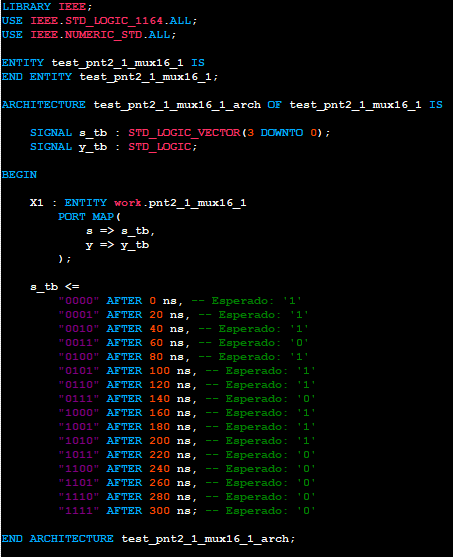 LIBRARY IEEE;
USE IEEE.STD_LOGIC_1164.ALL;
USE IEEE.NUMERIC_STD.ALL;
ENTITY test_pnt2_1_mux16_1 IS
END ENTITY test_pnt2_1_mux16_1;
ARCHITECTURE test_pnt2_1_mux16_1_arch OF test_pnt2_1_mux16_1 IS
SIGNAL s_tb : STD_LOGIC_VECTOR(3 DOWNTO 0);
SIGNAL y_tb : STD_LOGIC;
BEGIN
X1 : ENTITY work.pnt2_1_mux16_1
PORT MAP(
s => s_tb,
y => y_tb
);
s_tb <=
"0000" AFTER 0 ns, -- Esperado: '1'
"0001" AFTER 20 ns, -- Esperado: '1'
"0010" AFTER 40 ns, -- Esperado: '1'
"0011" AFTER 60 ns, -- Esperado: '0'
"0100" AFTER 80 ns, -- Esperado: '1'
"0101" AFTER 100 ns, -- Esperado: '1'
"0110" AFTER 120 ns, -- Esperado: '1'
"0111" AFTER 140 ns, -- Esperado: '0'
"1000" AFTER 160 ns, -- Esperado: '1'
"1001" AFTER 180 ns, -- Esperado: '1'
"1010" AFTER 200 ns, -- Esperado: '1'
"1011" AFTER 220 ns, -- Esperado: '0'
"1100" AFTER 240 ns, -- Esperado: '0'
"1101" AFTER 260 ns, -- Esperado: '0'
"1110" AFTER 280 ns, -- Esperado: '0'
"1111" AFTER 300 ns; -- Esperado: '0'
END ARCHITECTURE test_pnt2_1_mux16_1_arch;